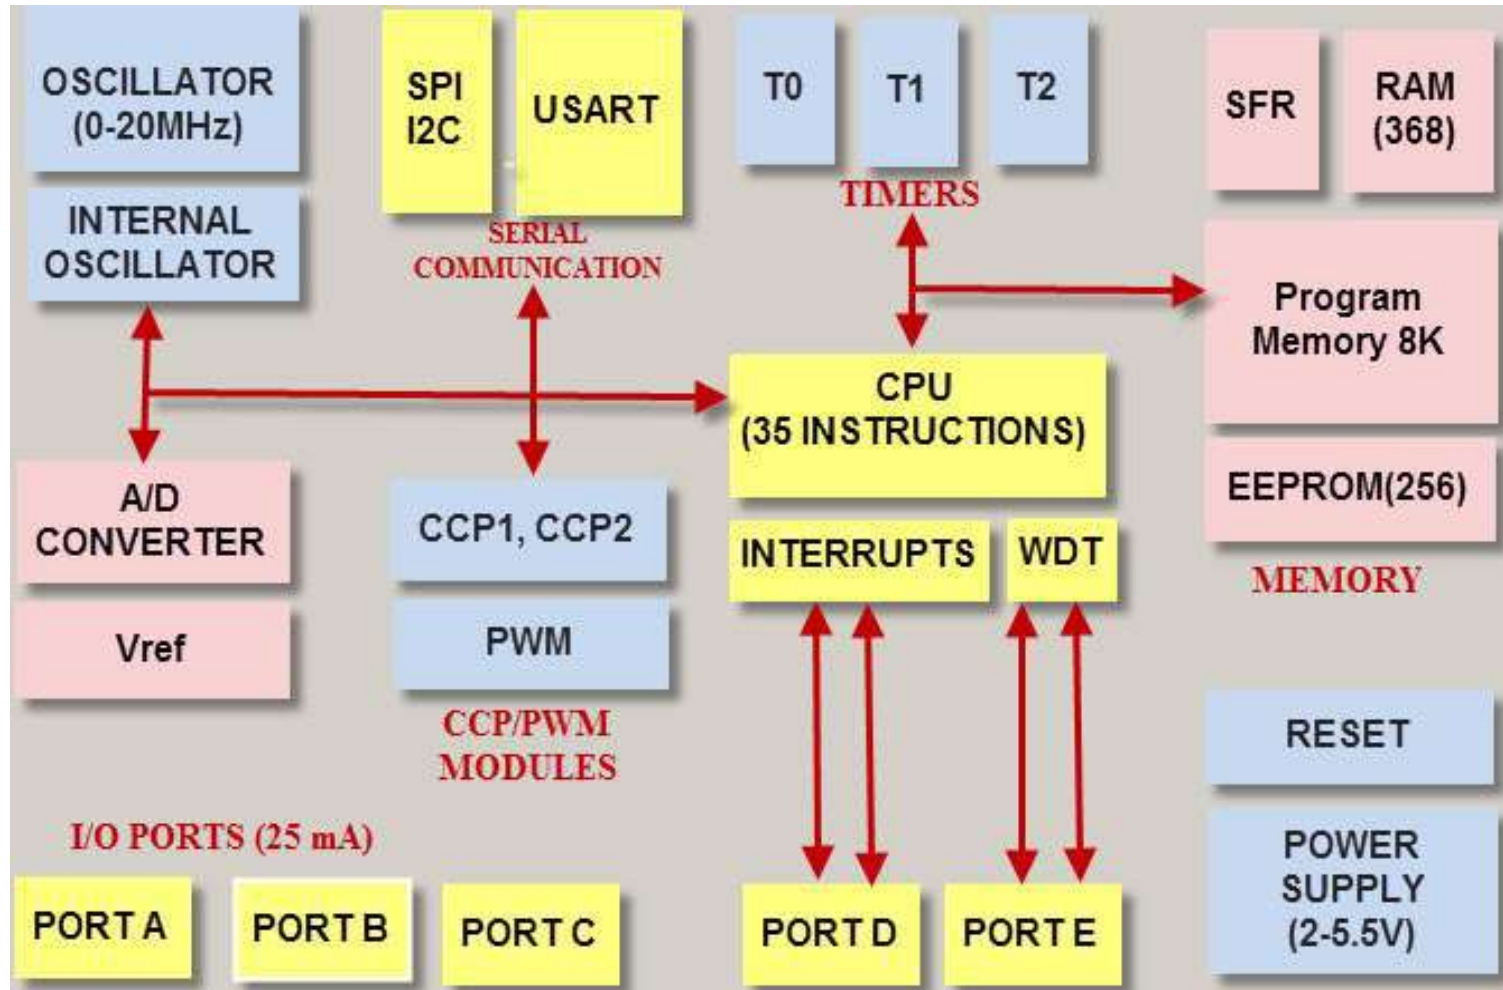 OSCILLATOR
(0-20MHz)
INTERNAL
OSCILLATOR
SPI
I2C
USART
SERIAL
COMMUNICATION
T0
T1
T2
TIMERS
SFR
RAM
(368)
Program
Memory 8K
EEPROM(256)
MEMORY
CPU
(35 INSTRUCTIONS)
INTERRUPTS
WDT
A/D
CONVERTER
Vref
CCP1, CCP2
PWM
CCP/PWM
MODULES
RESET
POWER
SUPPLY
(2-5.5V)
I/O PORTS (25 mA)
PORT A
PORT B
PORT C
PORT D
PORT E